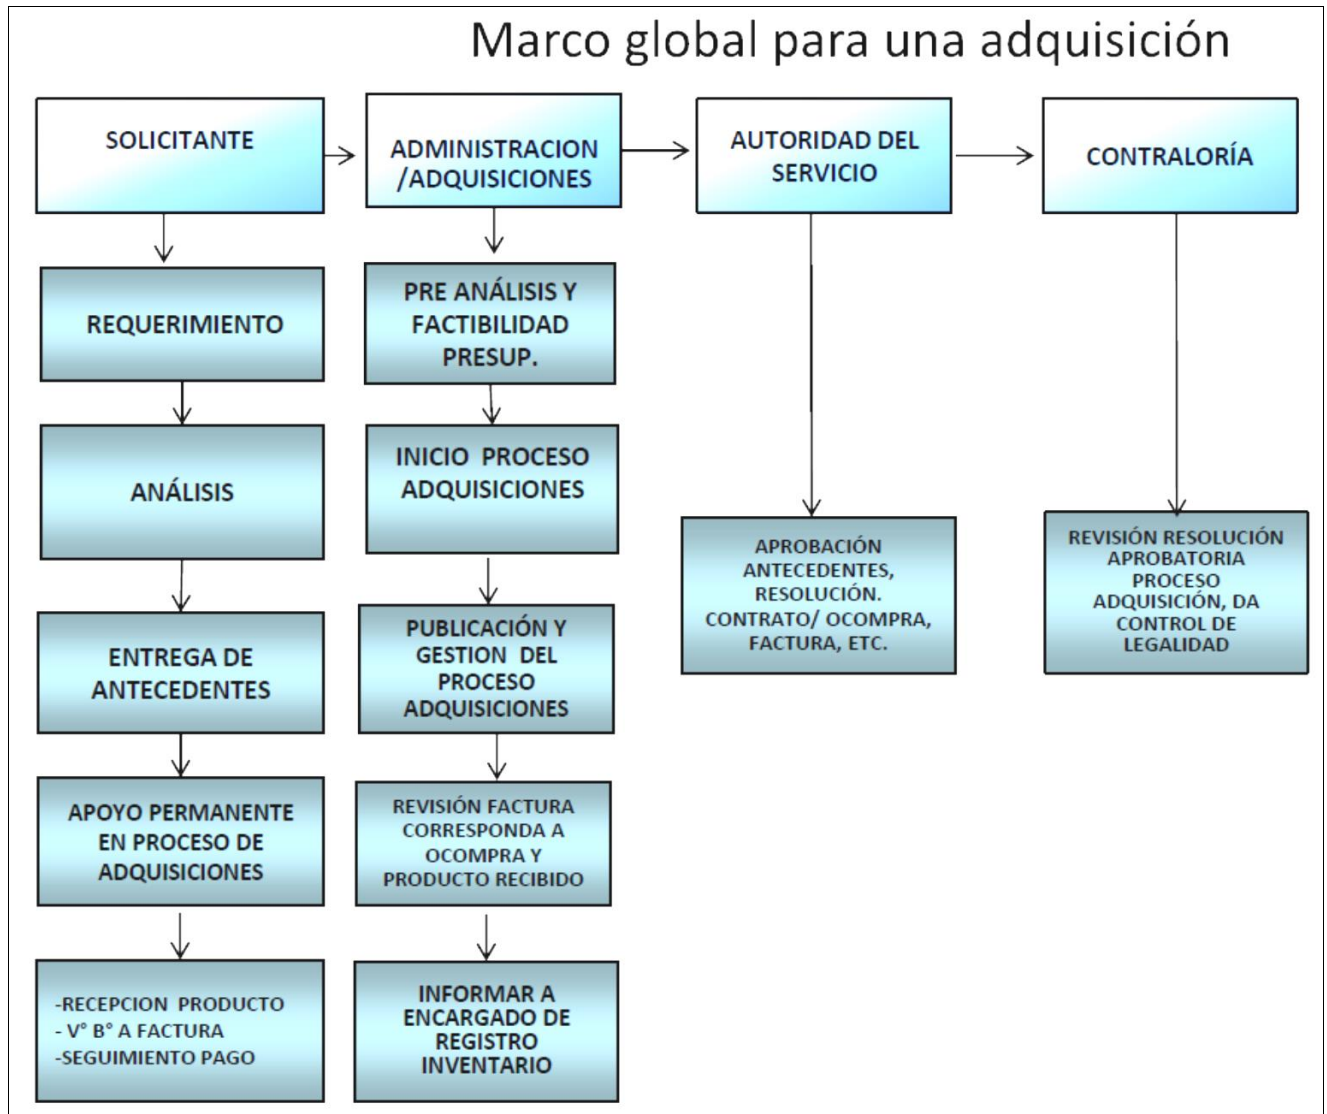 Marco global para una adquisición
SOLICITANTE
ADMINISTRACION
/ADQUISICIONES
AUTORIDAD DEL
SERVICIO
CONTRALORÍA
REQUERIMIENTO
ANÁLISIS
ENTREGA DE
ANTECEDENTES
APOYO PERMANENTE
EN PROCESO DE
ADQUISICIONES
-RECEPCION PRODUCTO
- V° B° A FACTURA
-SEGUIMIENTO PAGO
PRE ANÁLISIS Y
FACTIBILIDAD
PRESUP.
INICIO PROCESO
ADQUISICIONES
PUBLICACIÓN Y
GESTION DEL
PROCESO
ADQUISICIONES
REVISIÓN FACTURA
CORRESPONDA A
OCOMPRA Y
PRODUCTO RECIBIDO
INFORMAR A
ENCARGADO DE
REGISTRO
INVENTARIO
APROBACIÓN
ANTECEDENTES,
RESOLUCIÓN.
CONTRATO/ OCOMPRA,
FACTURA, ETC.
REVISIÓN RESOLUCIÓN
APROBATORIA
PROCESO
ADQUISICIÓN, DA
CONTROL DE
LEGALIDAD